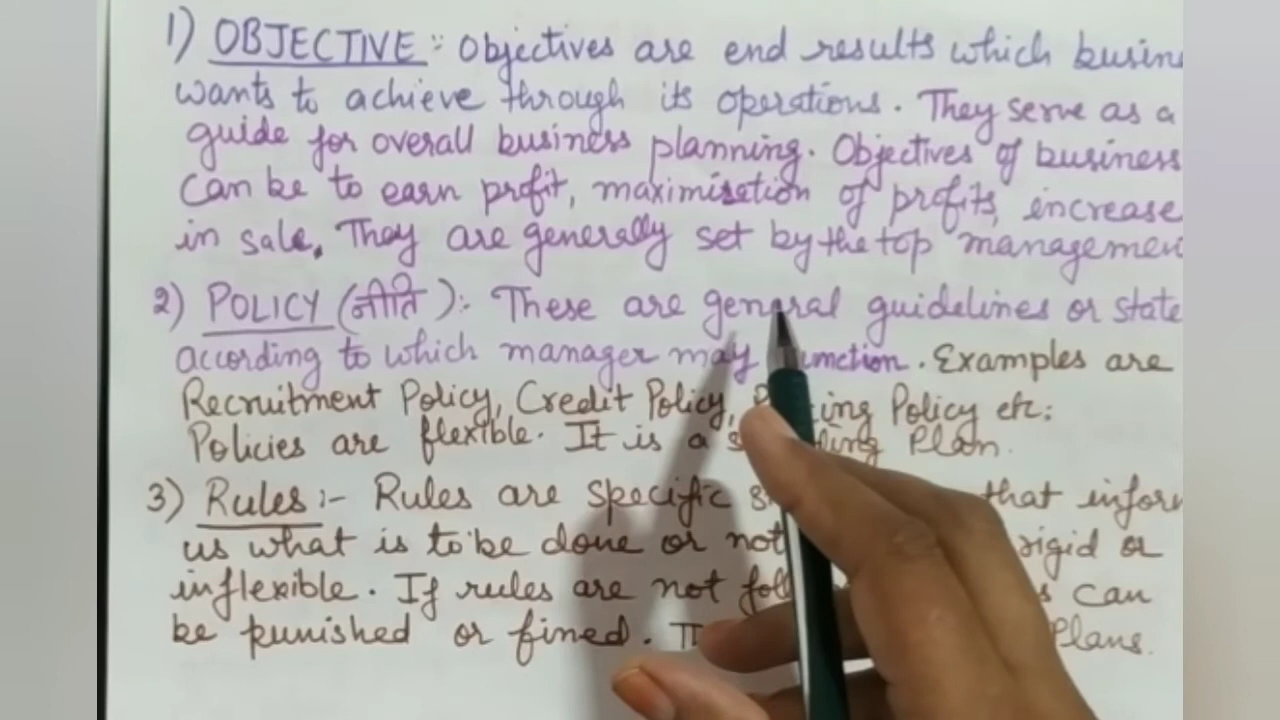 1) OBJECTIVE :- Objectives are end results which
wants to achieve through its operations. They serve as a
guide for overall business planning. Objectives of business
can be to earn profit, maximisation of profits, increase
in sale. They are generally set by the top
2) POLICY (नीति) :- These are general guidelines or
according to which manager may function. Examples are
Recruitment Policy, Credit Policy, Policy etc:
Policies are flexible. It is a Plan.
3) Rules :- Rules are specific that
us what is to be done or not rigid or
inflexible. If rules are not can
be punished or fined. Plans.